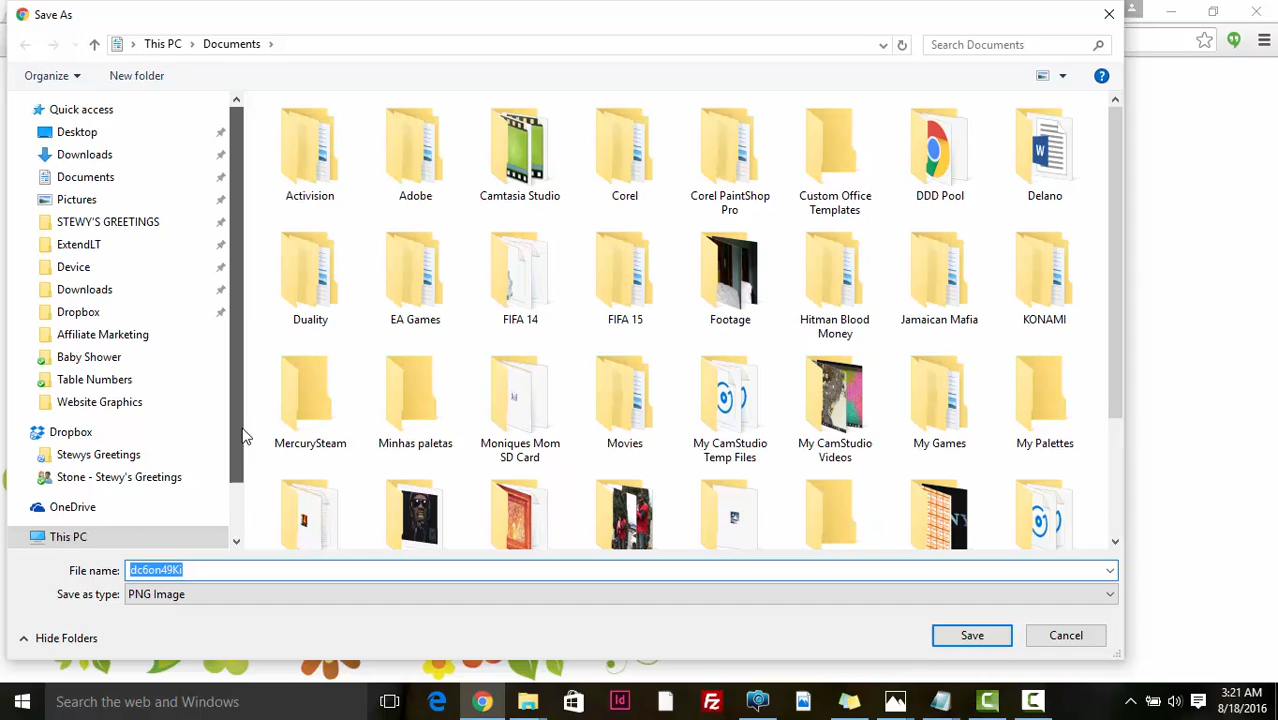 Save As
This PC > Documents >
Search Documents
Organize
New folder
Quick access
Desktop
Downloads
Documents
Pictures
STEWY'S GREETINGS
ExtendLT
Device
Downloads
Dropbox
Affiliate Marketing
Baby Shower
Table Numbers
Website Graphics
Dropbox
Stewys Greetings
Stone - Stewy's Greetings
OneDrive
This PC
Activision
Adobe
Camtasia Studio
Corel
Corel PaintShop
Pro
Custom Office
Templates
DDD Pool
Delano
Duality
EA Games
FIFA 14
FIFA 15
Footage
Hitman Blood
Money
Jamaican Mafia
KONAMI
MercurySteam
Minhas paletas
Moniques Mom
SD Card
Movies
My CamStudio
Temp Files
My CamStudio
Videos
My Games
My Palettes
File name: dc6on49Ki
Save as type: PNG Image
Hide Folders
Save
Cancel
Search the web and Windows
3:21 AM
8/18/2016